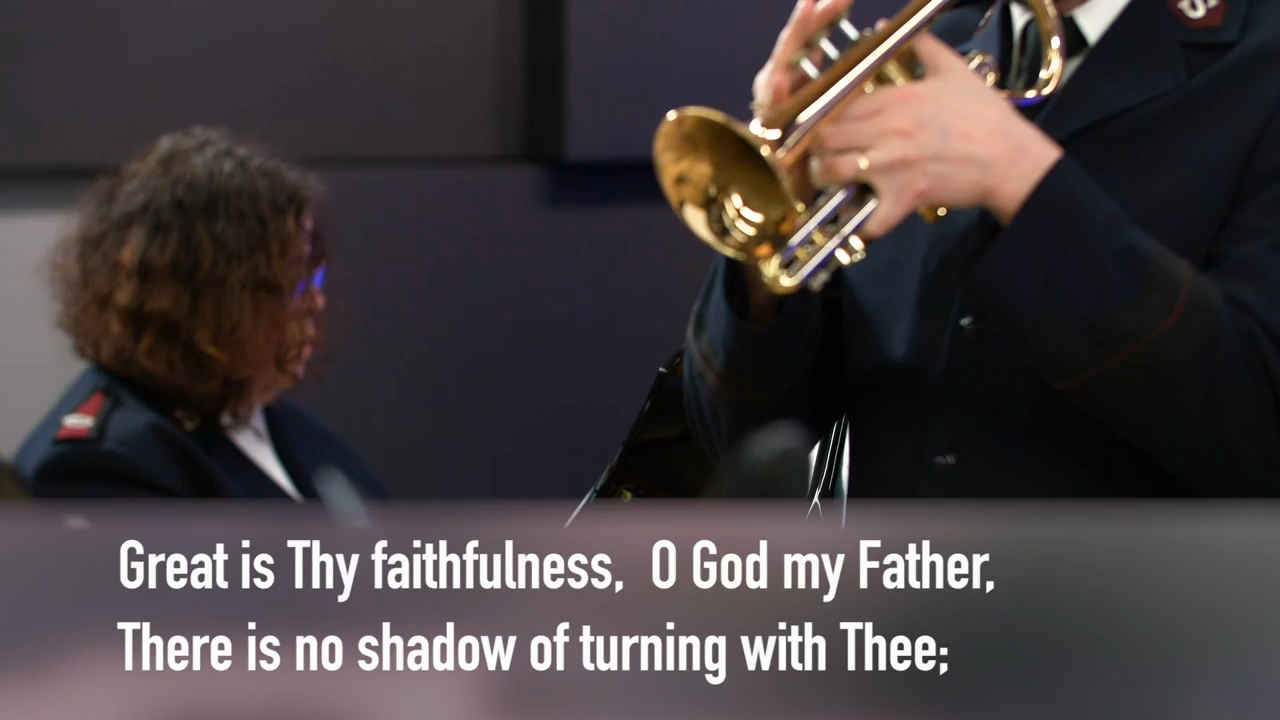 Great is Thy faithfulness, O God my Father,
There is no shadow of turning with Thee;